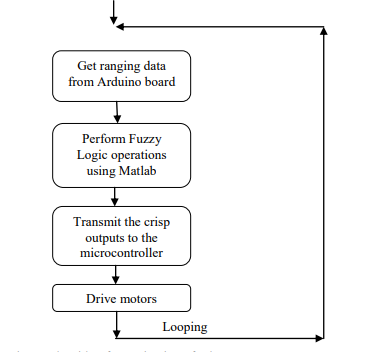 Get ranging data
from Arduino board
Perform Fuzzy
Logic operations
using Matlab
Transmit the crisp
outputs to the
microcontroller
Drive motors
Looping